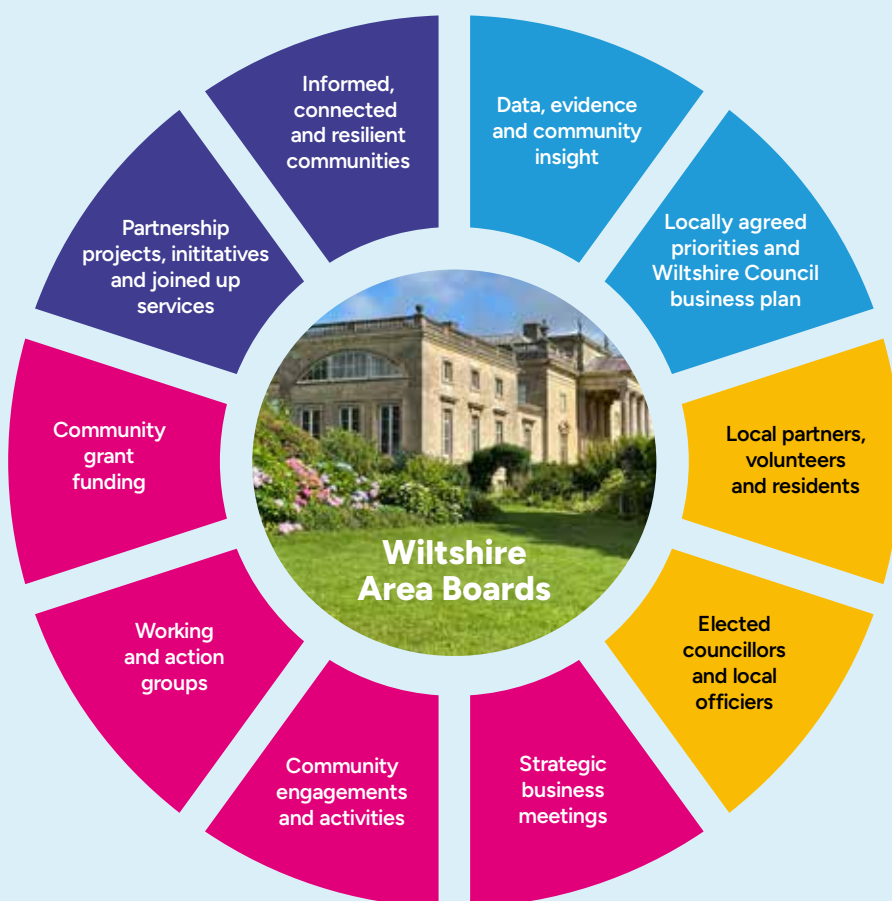 Informed,
connected
and resilient
communities
Data, evidence
and community
insight
Locally agreed
priorities and
Wiltshire Council
business plan
Local partners,
volunteers
and residents
Elected
councillors
and local
officiers
Strategic
business
meetings
Community
engagements
and activities
Working
and action
groups
Community
grant
funding
Partnership
projects, inititatives
and joined up
services
Wiltshire
Area Boards